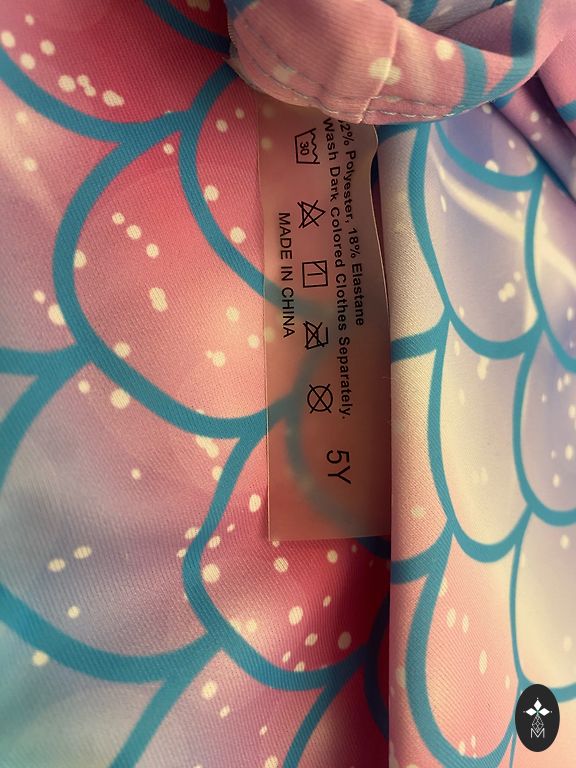 2% Polyester, 18% Elastane
Wash Dark Colored Clothes Separately.
5Y
30
MADE IN CHINA
M